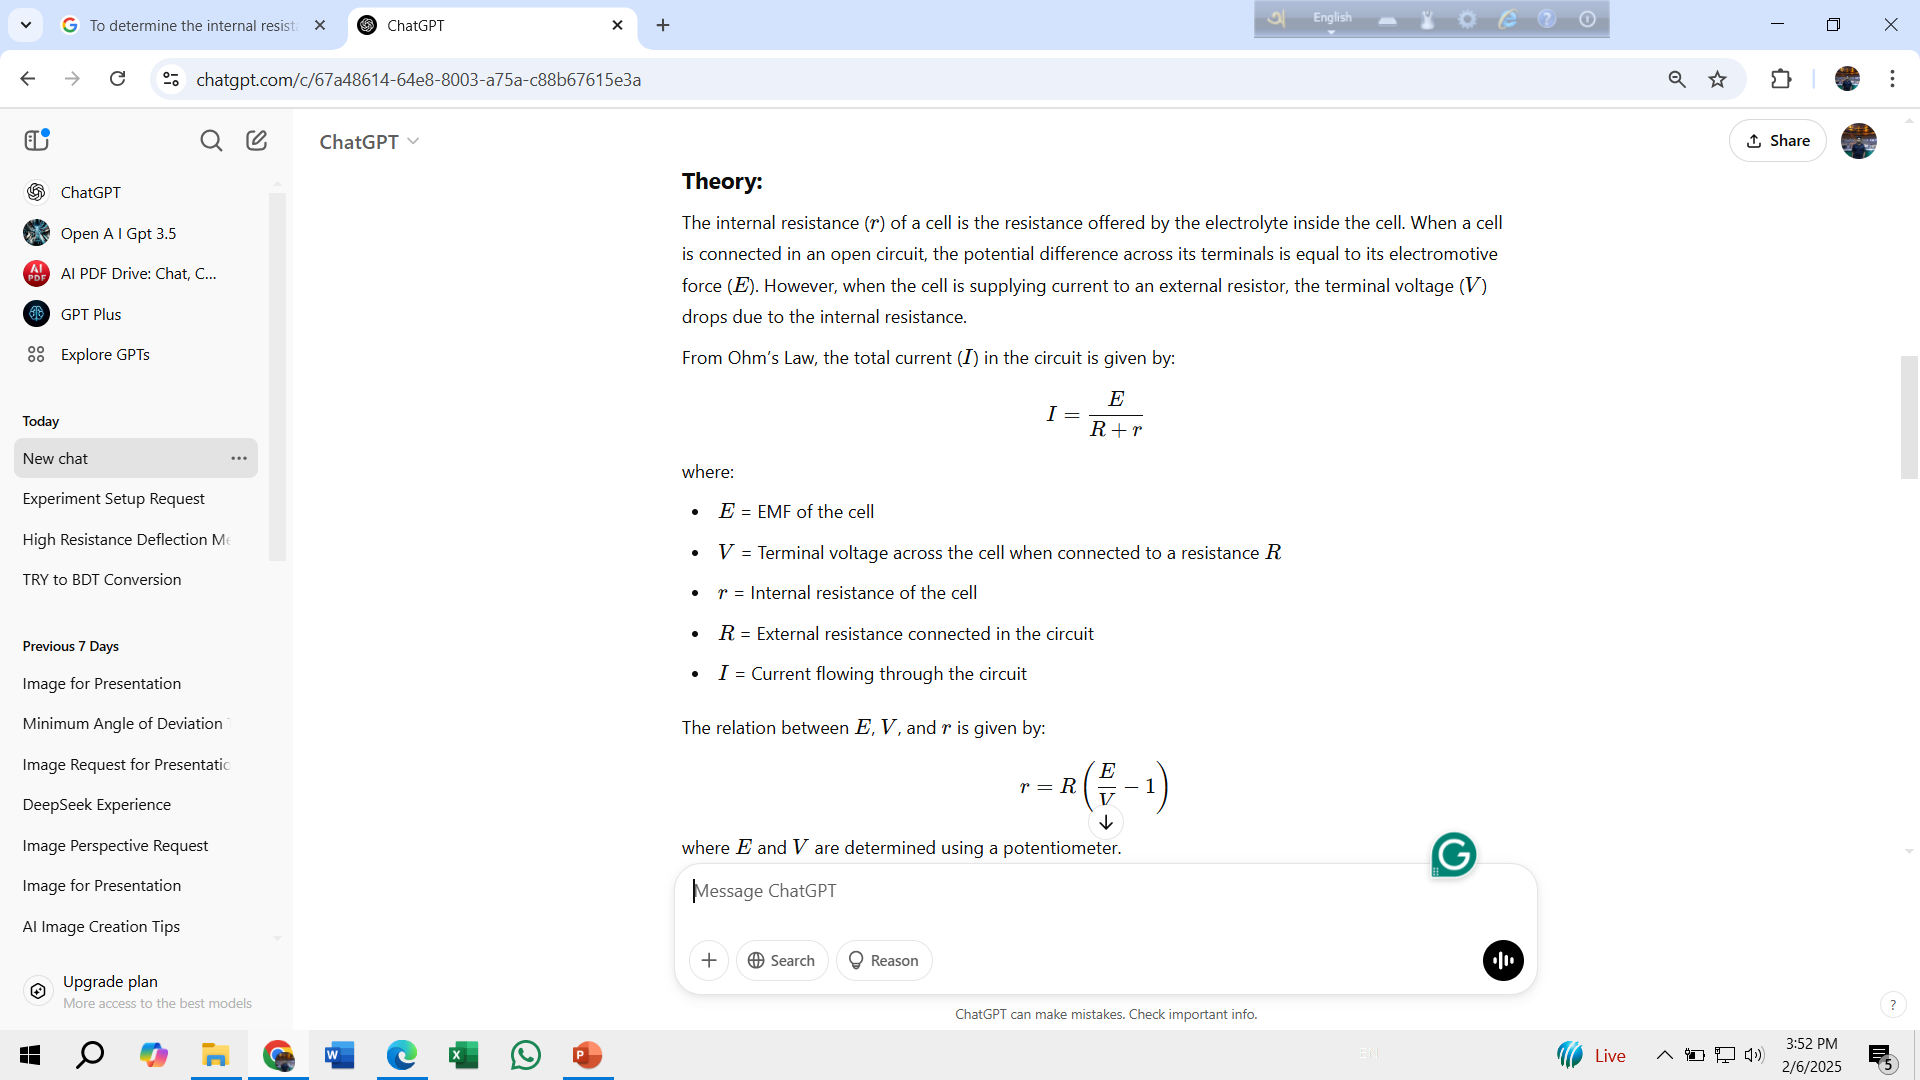 To determine the internal resist
ChatGPT
English
chatgpt.com/c/67a48614-64e8-8003-a75a-c88b67615e3a
ChatGPT
Share
ChatGPT
Open A I Gpt 3.5
AI PDF
AI PDF Drive: Chat, C...
GPT Plus
Explore GPTs
Today
New chat
Experiment Setup Request
High Resistance Deflection Me
TRY to BDT Conversion
Previous 7 Days
Image for Presentation
Minimum Angle of Deviation
Image Request for Presentatio
DeepSeek Experience
Image Perspective Request
Image for Presentation
AI Image Creation Tips
Upgrade plan
More access to the best models
Theory:
The internal resistance (r) of a cell is the resistance offered by the electrolyte inside the cell. When a cell
is connected in an open circuit, the potential difference across its terminals is equal to its electromotive
force (E). However, when the cell is supplying current to an external resistor, the terminal voltage (V)
drops due to the internal resistance.
From Ohm's Law, the total current (I) in the circuit is given by:
I = E / (R + r)
where:
• E = EMF of the cell
• V = Terminal voltage across the cell when connected to a resistance R
• r = Internal resistance of the cell
• R = External resistance connected in the circuit
• I = Current flowing through the circuit
The relation between E, V, and r is given by:
r = R (E/V − 1)
where E and V are determined using a potentiometer.
Message ChatGPT
Search
Reason
ChatGPT can make mistakes. Check important info.
?
Live
3:52 PM
2/6/2025
5